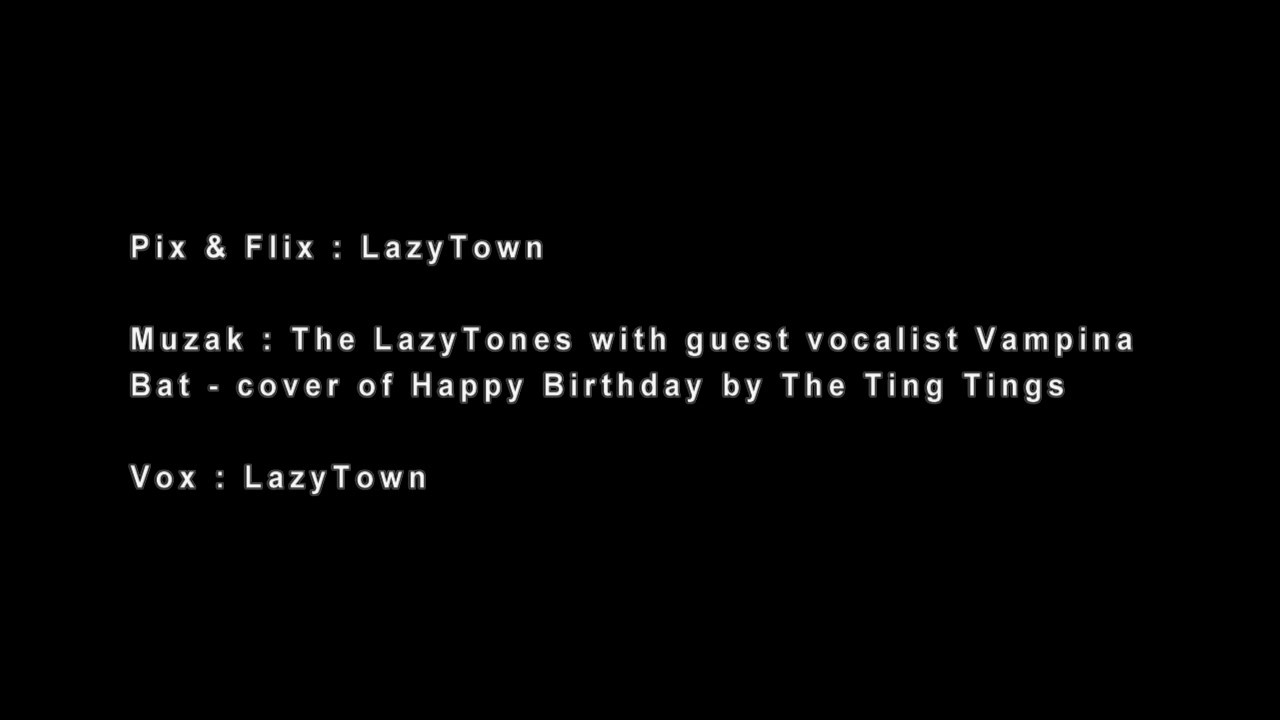 Pix & Flix : LazyTown
Muzak : The LazyTones with guest vocalist Vampina
Bat - cover of Happy Birthday by The Ting Tings
Vox : LazyTown